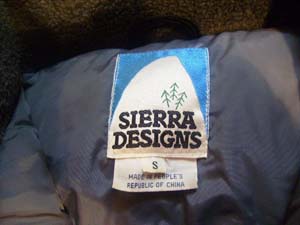 SIERRA
DESIGNS
S
MADE IN PEOPLE'S
REPUBLIC OF CHINA